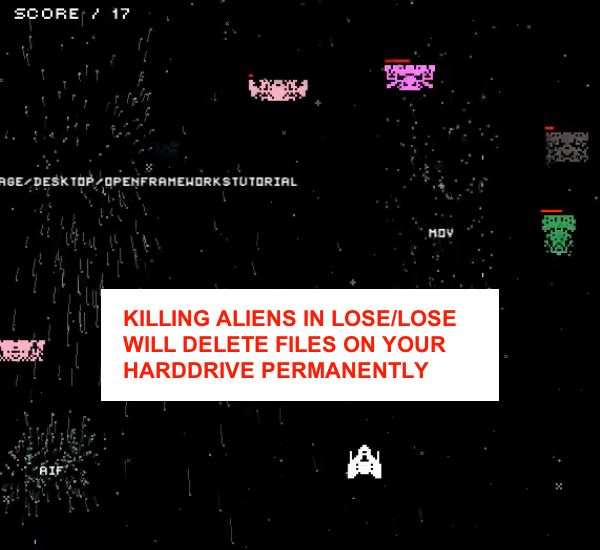 SCORE / 17
AGE/DESKTOP/OPENFRAMEWORKSTUTORIAL
MOV
KILLING ALIENS IN LOSE/LOSE
WILL DELETE FILES ON YOUR
HARDDRIVE PERMANENTLY
AIF